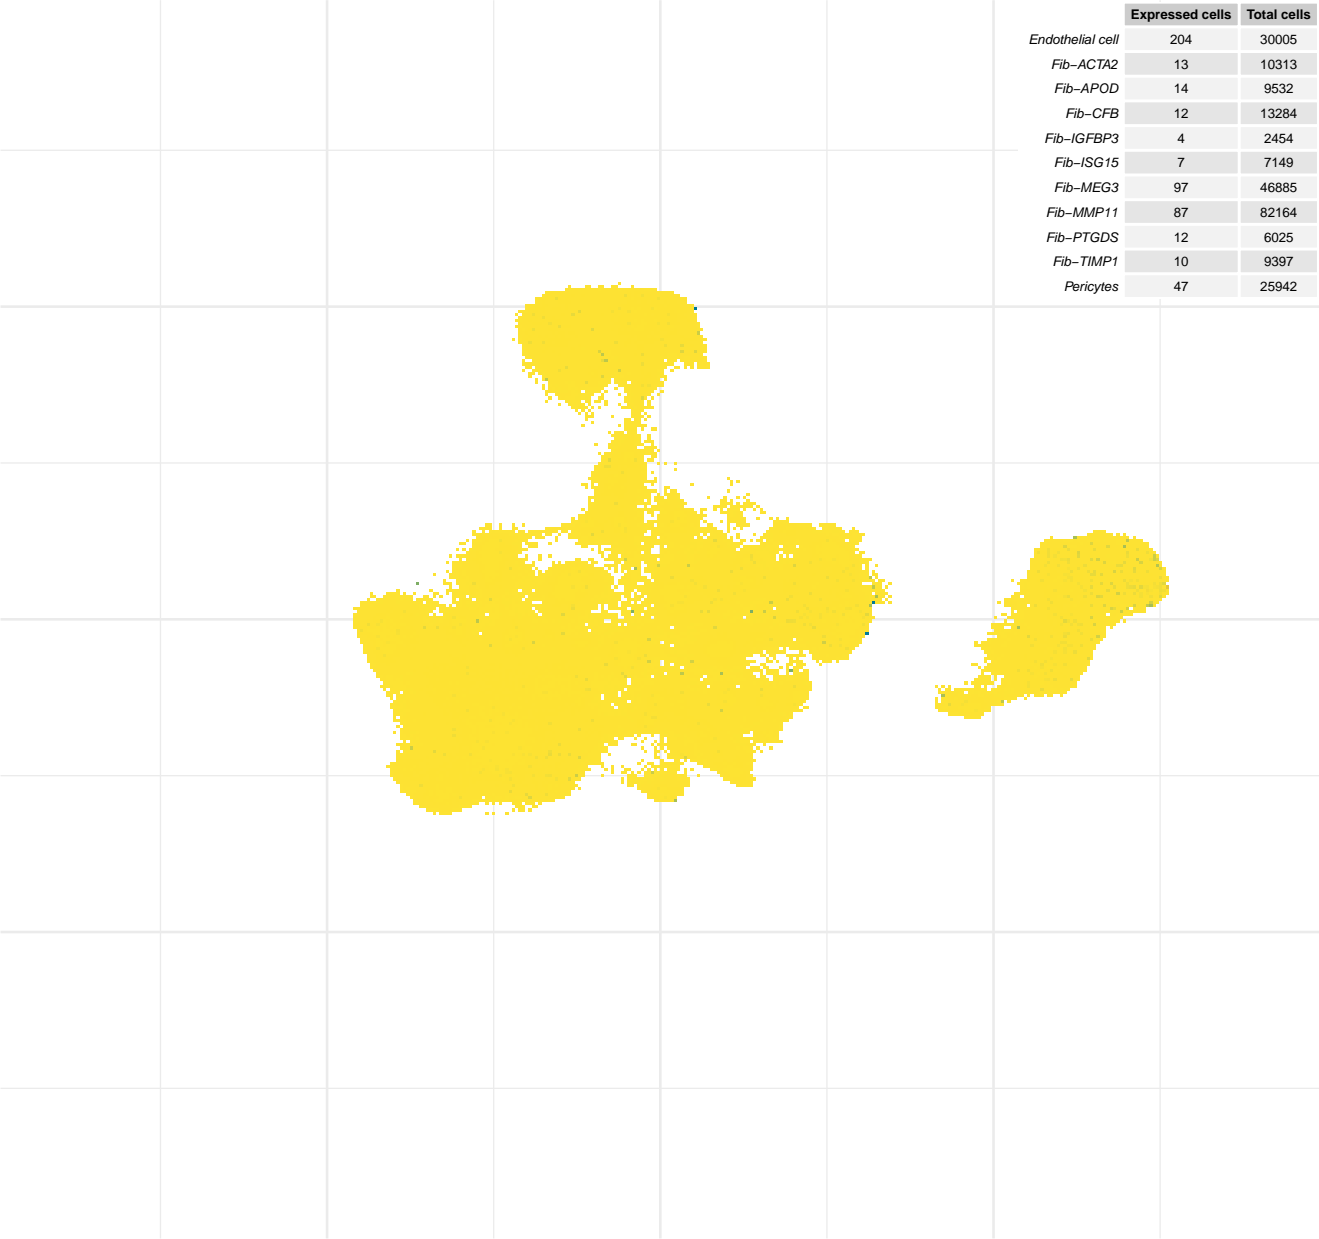 Expressed cells Total cells
Endothelial cell 204 30005
Fib−ACTA2 13 10313
Fib−APOD 14 9532
Fib−CFB 12 13284
Fib−IGFBP3 4 2454
Fib−ISG15 7 7149
Fib−MEG3 97 46885
Fib−MMP11 87 82164
Fib−PTGDS 12 6025
Fib−TIMP1 10 9397
Pericytes 47 25942